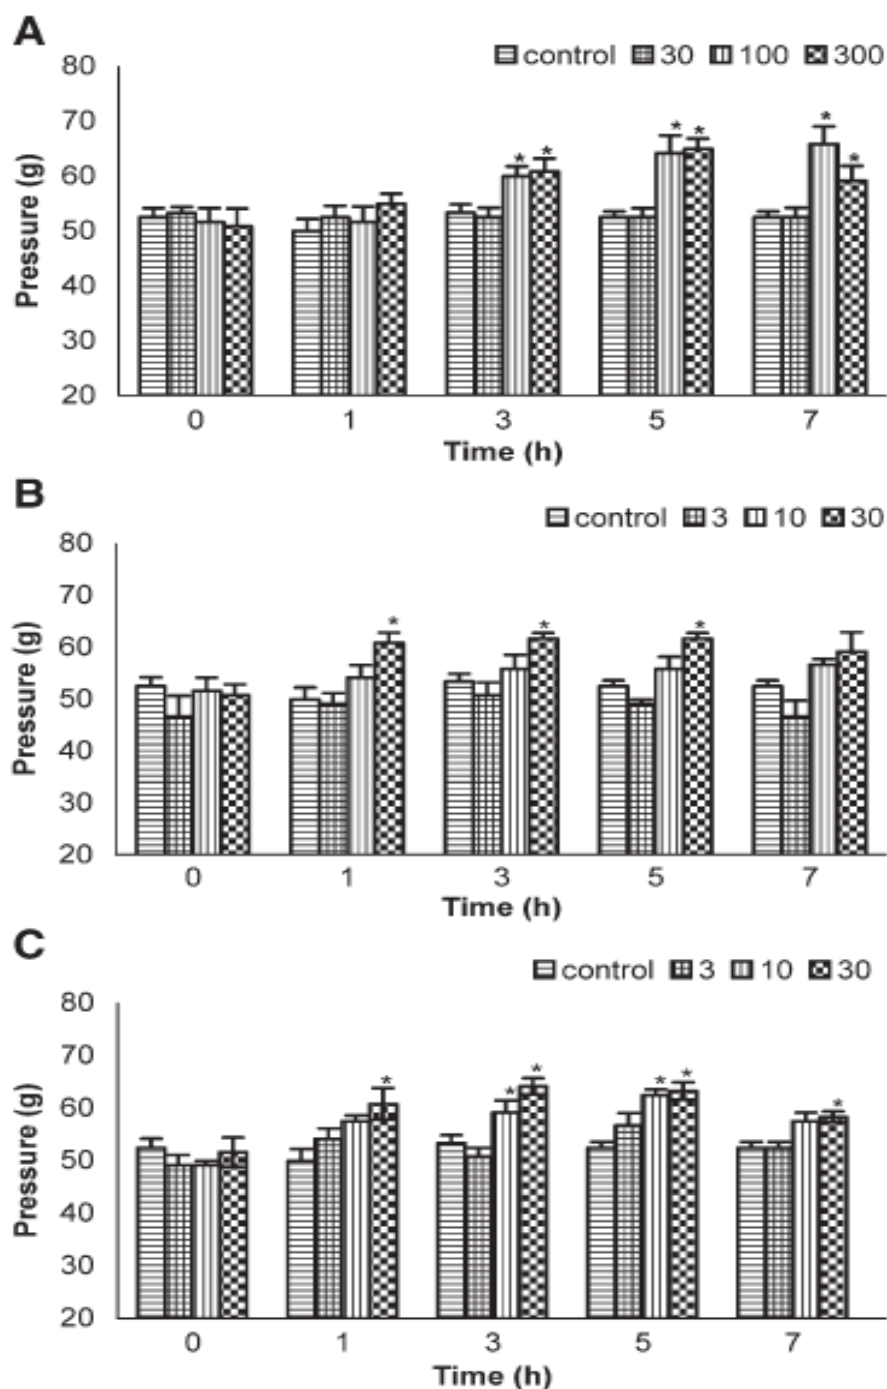 A
control 30 100 300
80
70
60
50
40
30
20
Pressure (g)
* * * * * *
0 1 3 5 7
Time (h)
B
control 3 10 30
80
70
60
50
40
30
20
Pressure (g)
* * *
0 1 3 5 7
Time (h)
C
control 3 10 30
80
70
60
50
40
30
20
Pressure (g)
* * * * * *
0 1 3 5 7
Time (h)